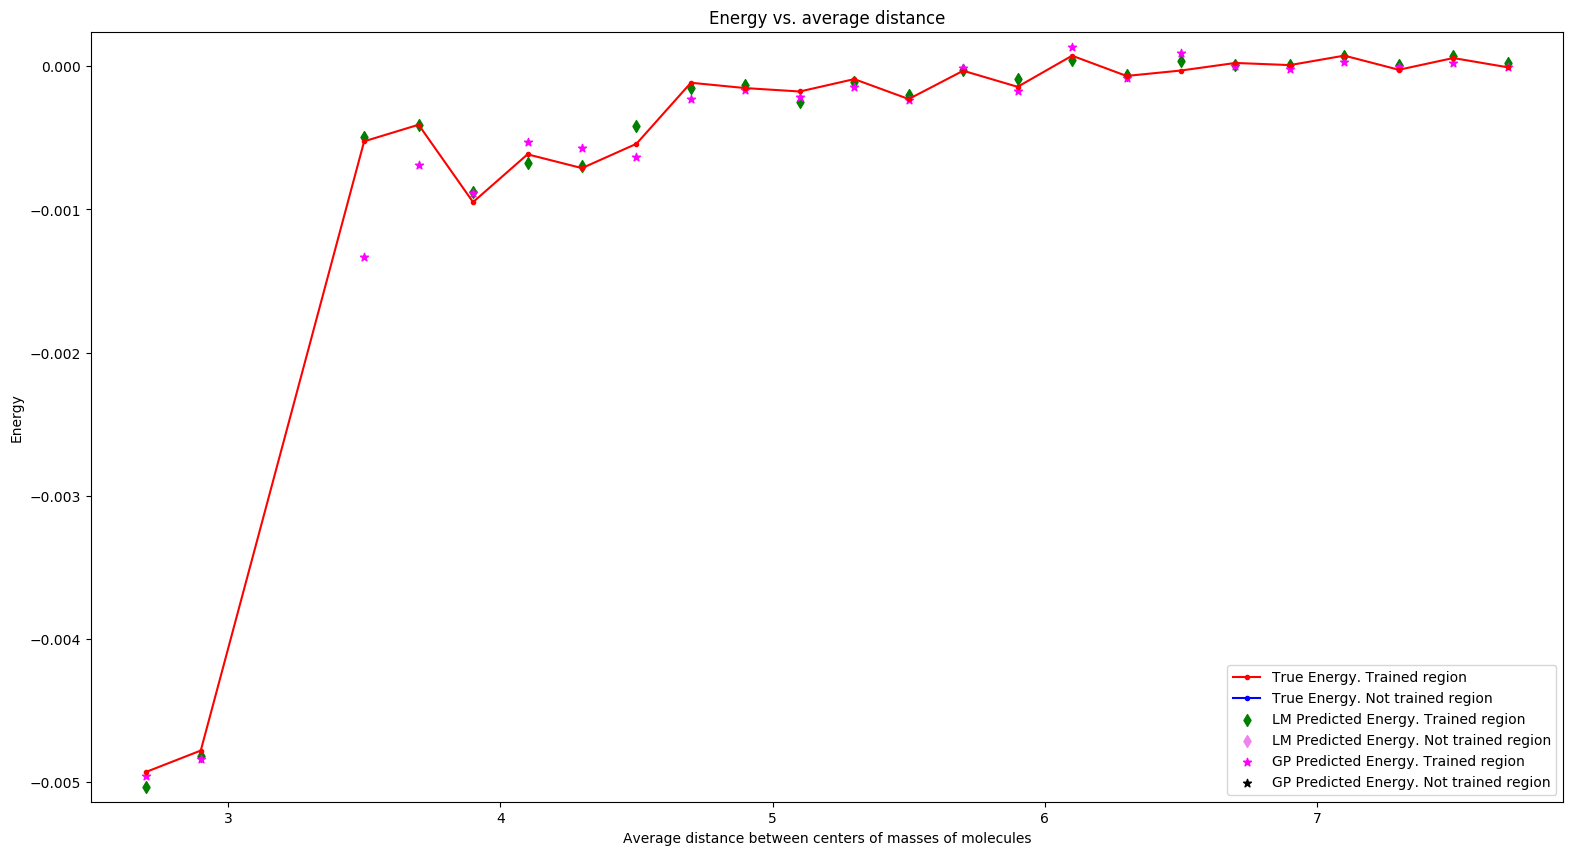 Energy vs. average distance
0.000
−0.001
−0.002
−0.003
−0.004
−0.005
Energy
3
4
5
6
7
Average distance between centers of masses of molecules
True Energy. Trained region
True Energy. Not trained region
LM Predicted Energy. Trained region
LM Predicted Energy. Not trained region
GP Predicted Energy. Trained region
GP Predicted Energy. Not trained region